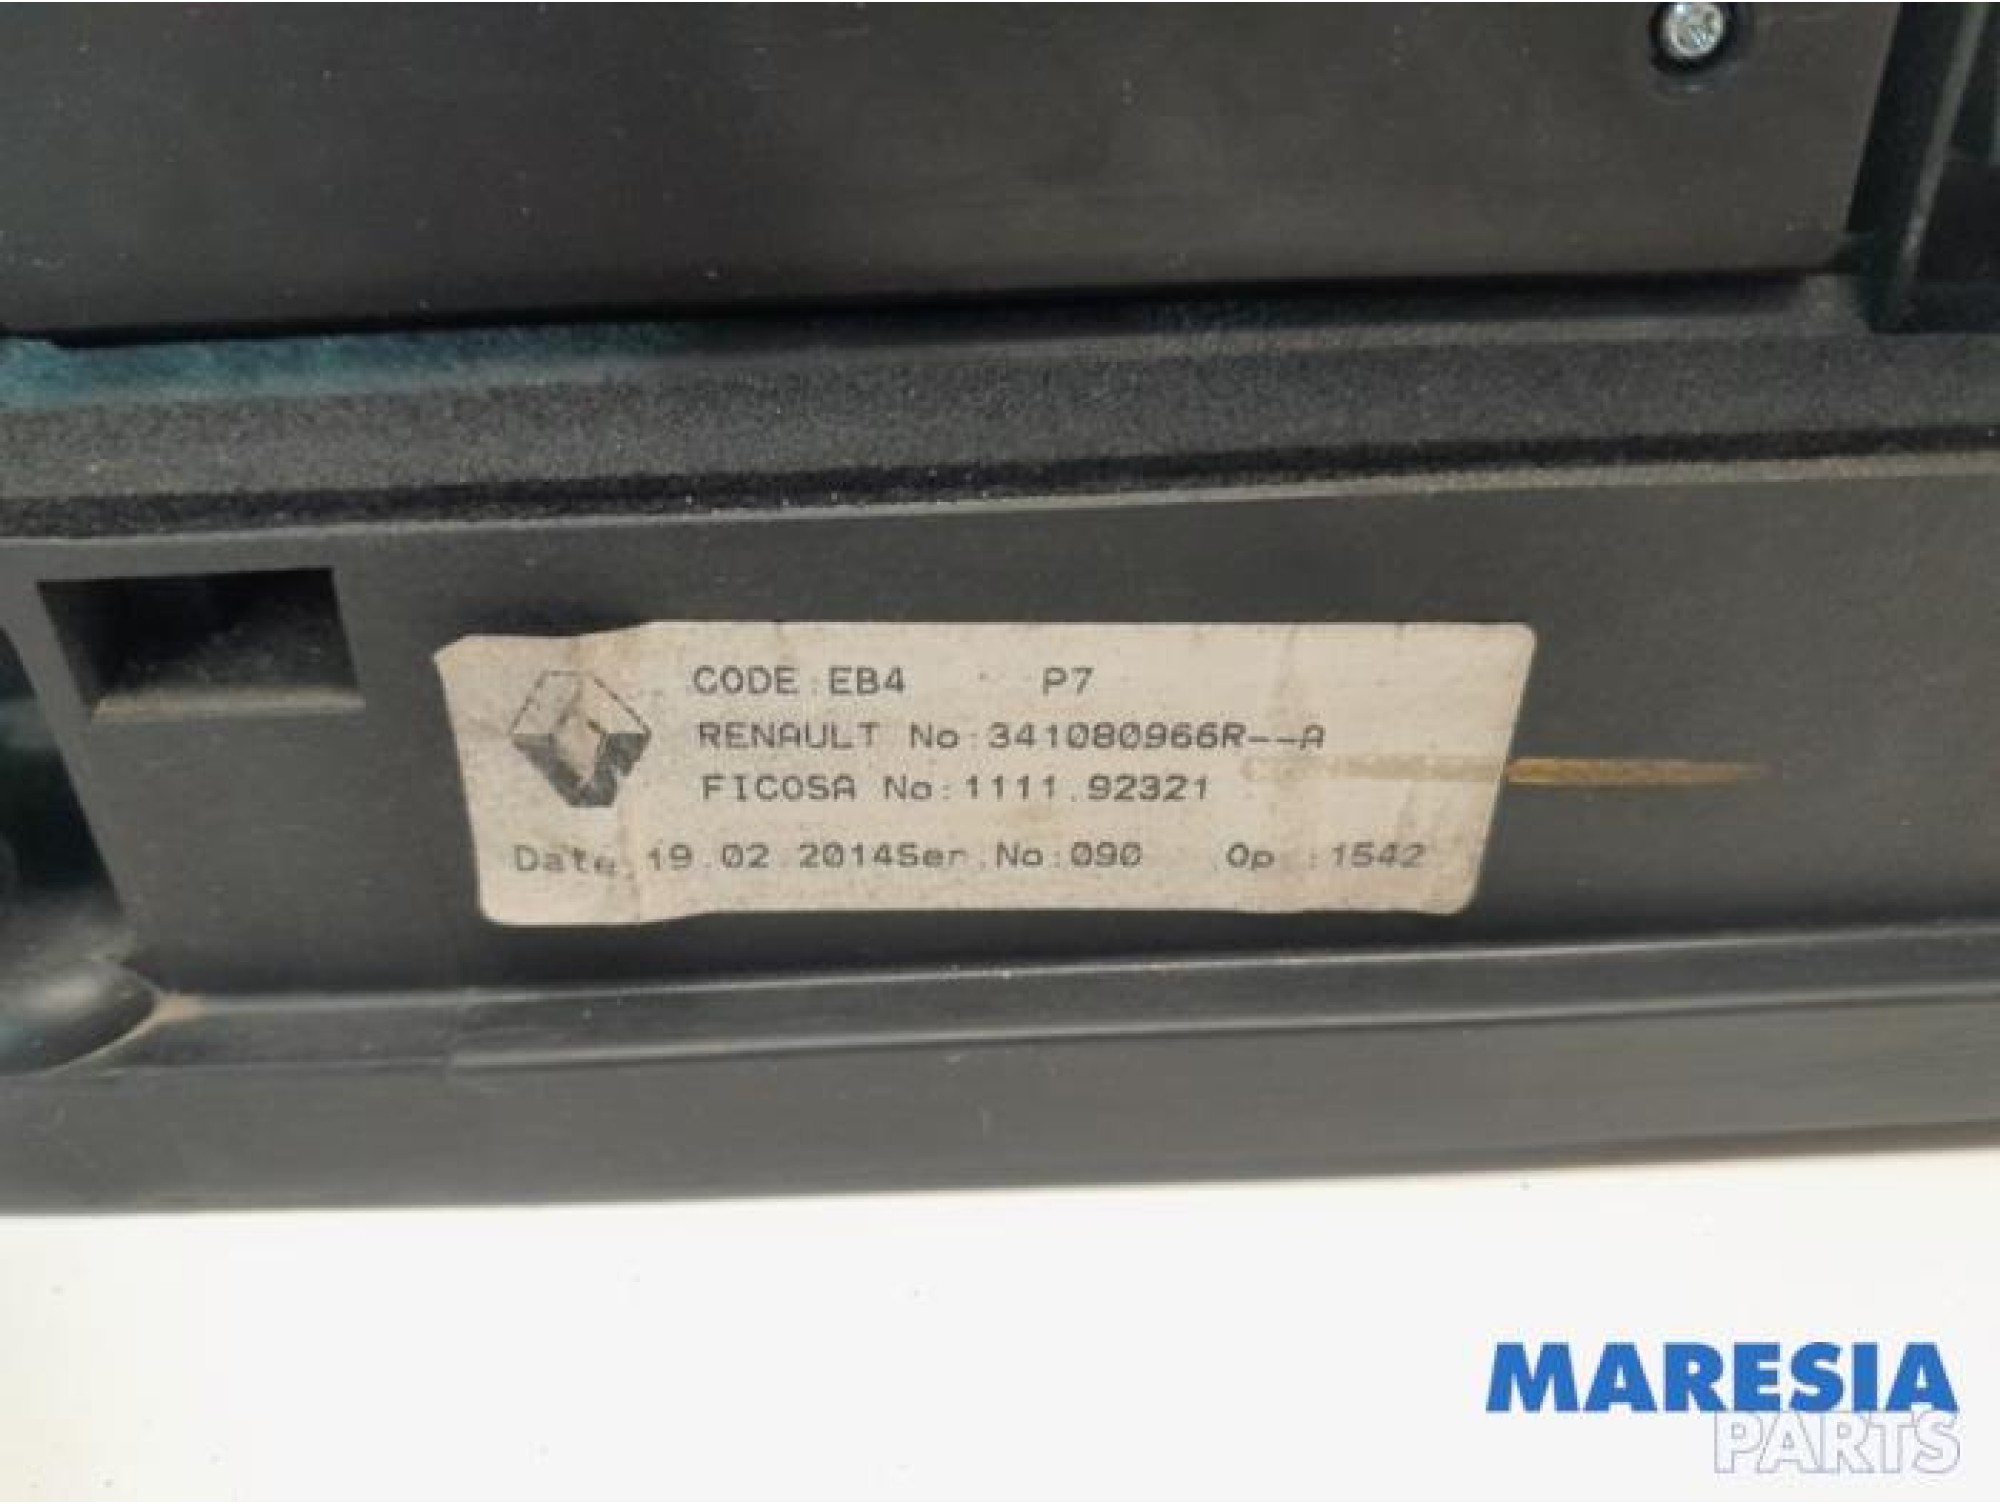 CODE:EB4 P7
RENAULT No:341080966R--A
FICOSA No:1111.92321
Date.19.02.2014Ser.No:090 Op.:1542
MARESIA
PARTS